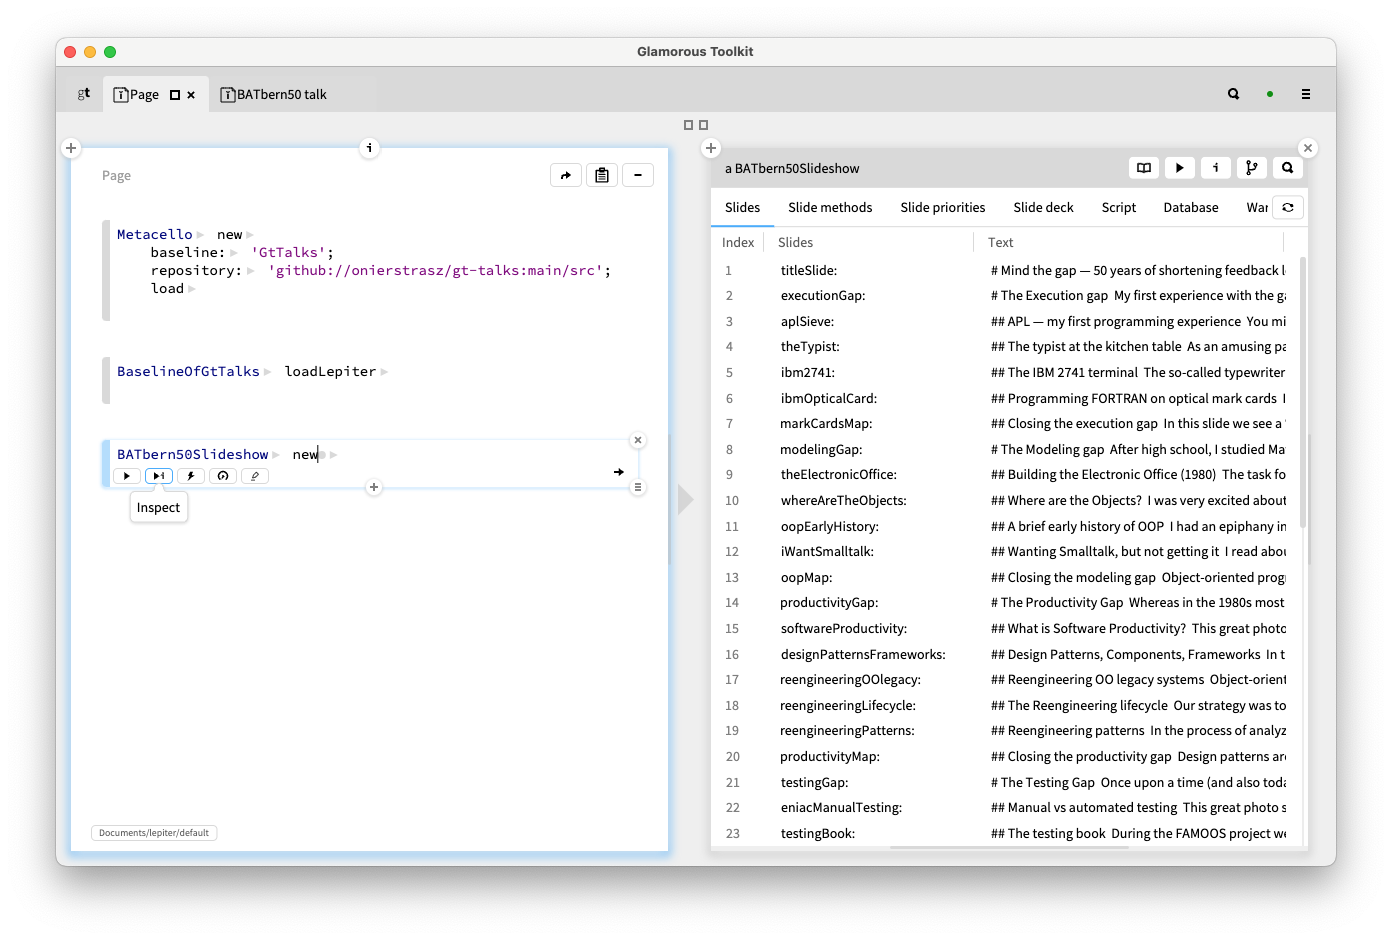 Glamorous Toolkit
gt
Page
BATbern50 talk
Page
Metacello new
baseline: 'GtTalks';
repository: 'github://onierstrasz/gt-talks:main/src';
load
BaselineOfGtTalks loadLepiter
BATbern50Slideshow new
Inspect
Documents/lepiter/default
a BATbern50Slideshow
Slides Slide methods Slide priorities Slide deck Script Database War
Index Slides Text
1 titleSlide: # Mind the gap — 50 years of shortening feedback l
2 executionGap: # The Execution gap My first experience with the ga
3 aplSieve: ## APL — my first programming experience You mi
4 theTypist: ## The typist at the kitchen table As an amusing pa
5 ibm2741: ## The IBM 2741 terminal The so-called typewriter
6 ibmOpticalCard: ## Programming FORTRAN on optical mark cards I
7 markCardsMap: ## Closing the execution gap In this slide we see a
8 modelingGap: # The Modeling gap After high school, I studied Ma
9 theElectronicOffice: ## Building the Electronic Office (1980) The task fo
10 whereAreTheObjects: ## Where are the Objects? I was very excited about
11 oopEarlyHistory: ## A brief early history of OOP I had an epiphany in
12 iWantSmalltalk: ## Wanting Smalltalk, but not getting it I read abou
13 oopMap: ## Closing the modeling gap Object-oriented prog
14 productivityGap: # The Productivity Gap Whereas in the 1980s most
15 softwareProductivity: ## What is Software Productivity? This great photo
16 designPatternsFrameworks: ## Design Patterns, Components, Frameworks In t
17 reengineeringOOlegacy: ## Reengineering OO legacy systems Object-orient
18 reengineeringLifecycle: ## The Reengineering lifecycle Our strategy was to
19 reengineeringPatterns: ## Reengineering patterns In the process of analyz
20 productivityMap: ## Closing the productivity gap Design patterns are
21 testingGap: # The Testing Gap Once upon a time (and also toda
22 eniacManualTesting: ## Manual vs automated testing This great photo s
23 testingBook: ## The testing book During the FAMOOS project we